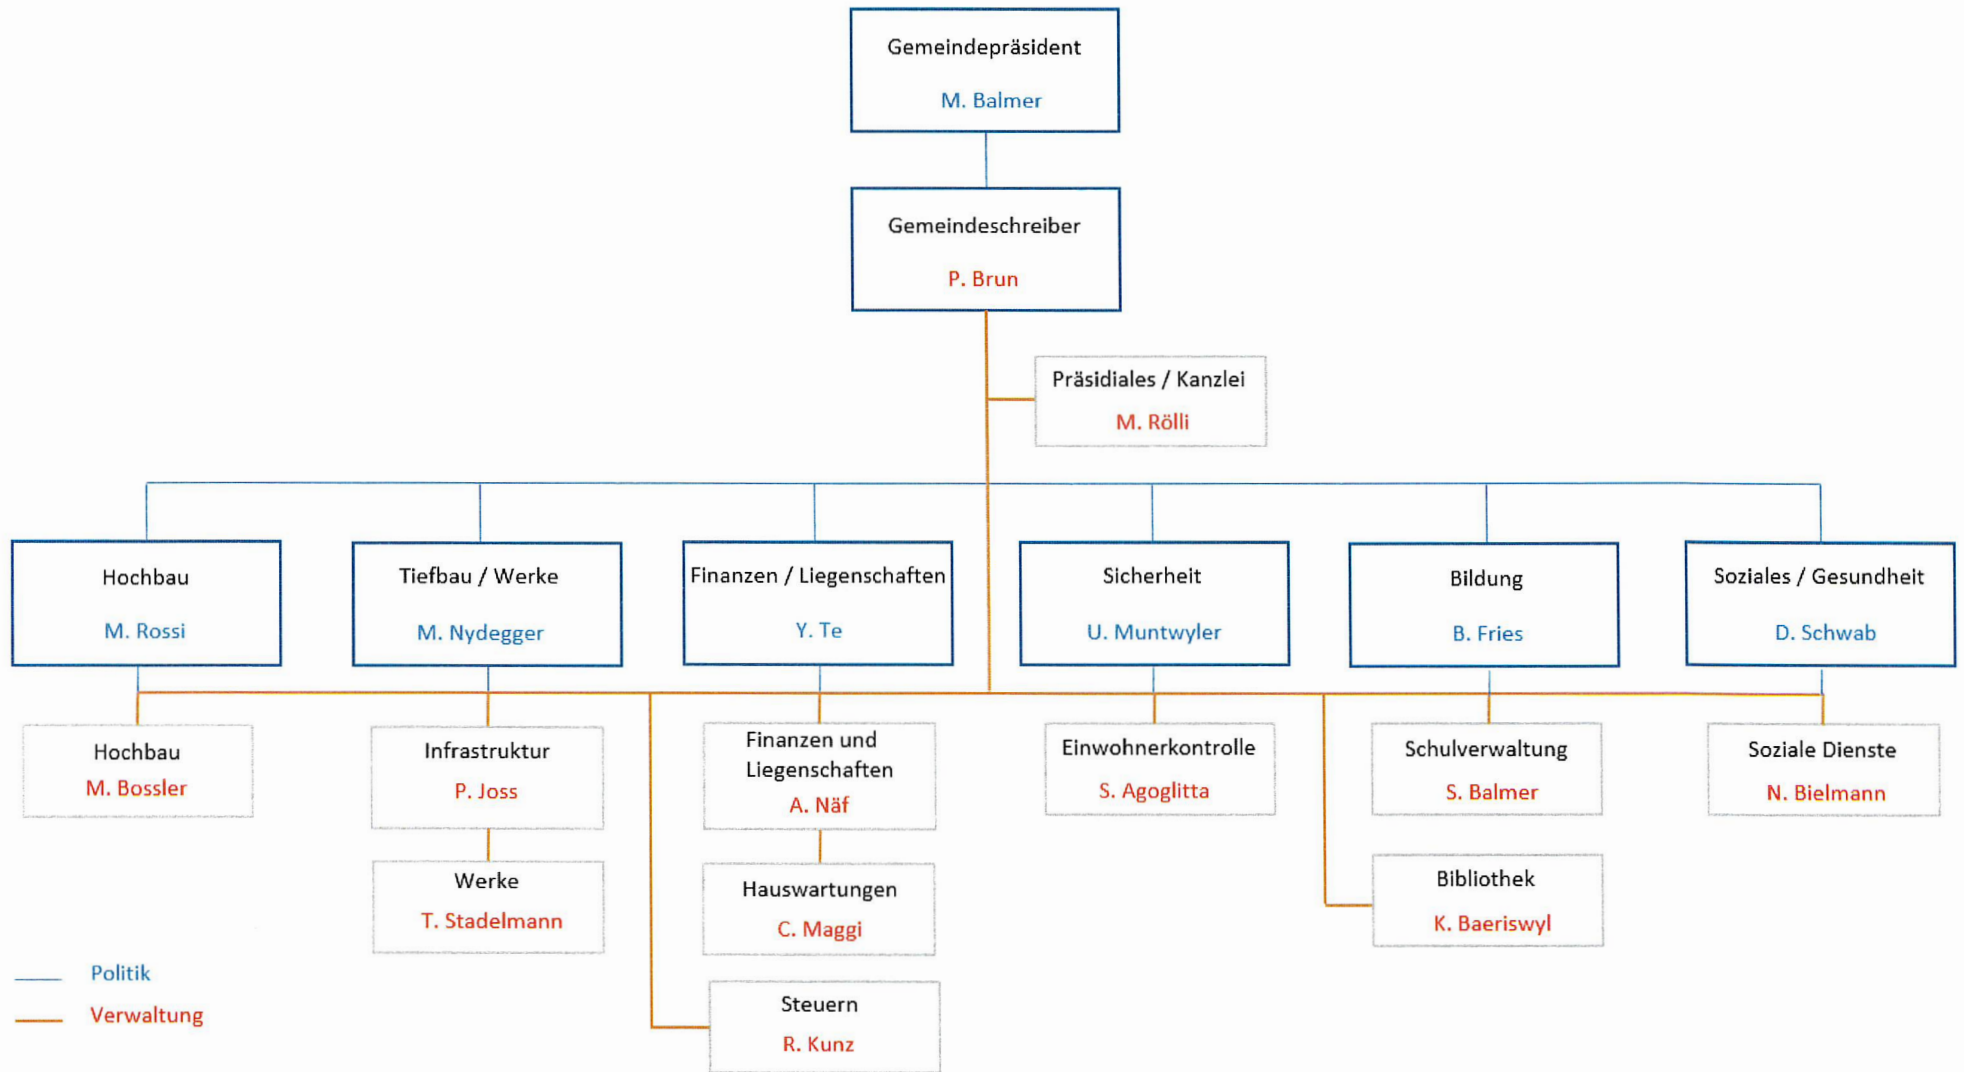 Gemeindepräsident
M. Balmer
Gemeindeschreiber
P. Brun
Präsidiales / Kanzlei
M. Rölli
Hochbau
M. Rossi
Tiefbau / Werke
M. Nydegger
Finanzen / Liegenschaften
Y. Te
Sicherheit
U. Muntwyler
Bildung
B. Fries
Soziales / Gesundheit
D. Schwab
Hochbau
M. Bossler
Infrastruktur
P. Joss
Finanzen und
Liegenschaften
A. Näf
Einwohnerkontrolle
S. Agoglitta
Schulverwaltung
S. Balmer
Soziale Dienste
N. Bielmann
Werke
T. Stadelmann
Hauswartungen
C. Maggi
Bibliothek
K. Baeriswyl
Steuern
R. Kunz
Politik
Verwaltung